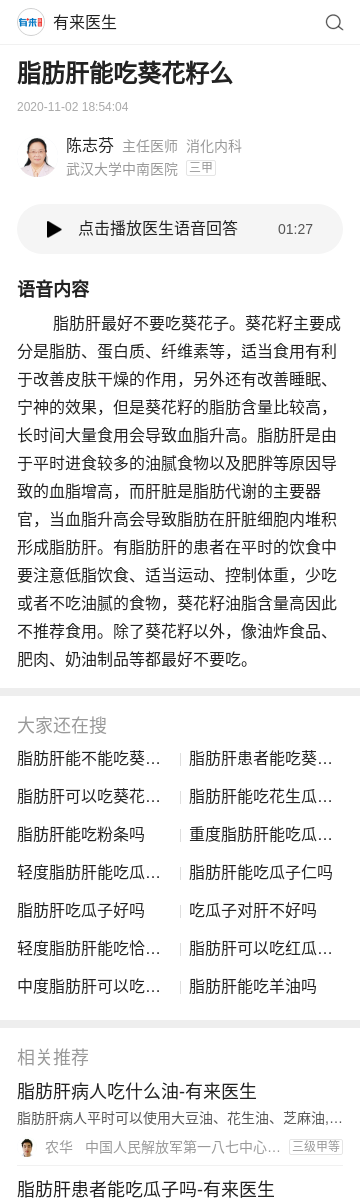 有来 有来医生
脂肪肝能吃葵花籽么
2020-11-02 18:54:04
陈志芬 主任医师 消化内科
武汉大学中南医院 三甲
点击播放医生语音回答 01:27
语音内容
脂肪肝最好不要吃葵花子。葵花籽主要成
分是脂肪、蛋白质、纤维素等，适当食用有利
于改善皮肤干燥的作用，另外还有改善睡眠、
宁神的效果，但是葵花籽的脂肪含量比较高，
长时间大量食用会导致血脂升高。脂肪肝是由
于平时进食较多的油腻食物以及肥胖等原因导
致的血脂增高，而肝脏是脂肪代谢的主要器
官，当血脂升高会导致脂肪在肝脏细胞内堆积
形成脂肪肝。有脂肪肝的患者在平时的饮食中
要注意低脂饮食、适当运动、控制体重，少吃
或者不吃油腻的食物，葵花籽油脂含量高因此
不推荐食用。除了葵花籽以外，像油炸食品、
肥肉、奶油制品等都最好不要吃。
大家还在搜
脂肪肝能不能吃葵… 脂肪肝患者能吃葵…
脂肪肝可以吃葵花… 脂肪肝能吃花生瓜…
脂肪肝能吃粉条吗 重度脂肪肝能吃瓜…
轻度脂肪肝能吃瓜… 脂肪肝能吃瓜子仁吗
脂肪肝吃瓜子好吗 吃瓜子对肝不好吗
轻度脂肪肝能吃恰… 脂肪肝可以吃红瓜…
中度脂肪肝可以吃… 脂肪肝能吃羊油吗
相关推荐
脂肪肝病人吃什么油-有来医生
脂肪肝病人平时可以使用大豆油、花生油、芝麻油,…
农华 中国人民解放军第一八七中心… 三级甲等
脂肪肝患者能吃瓜子吗-有来医生